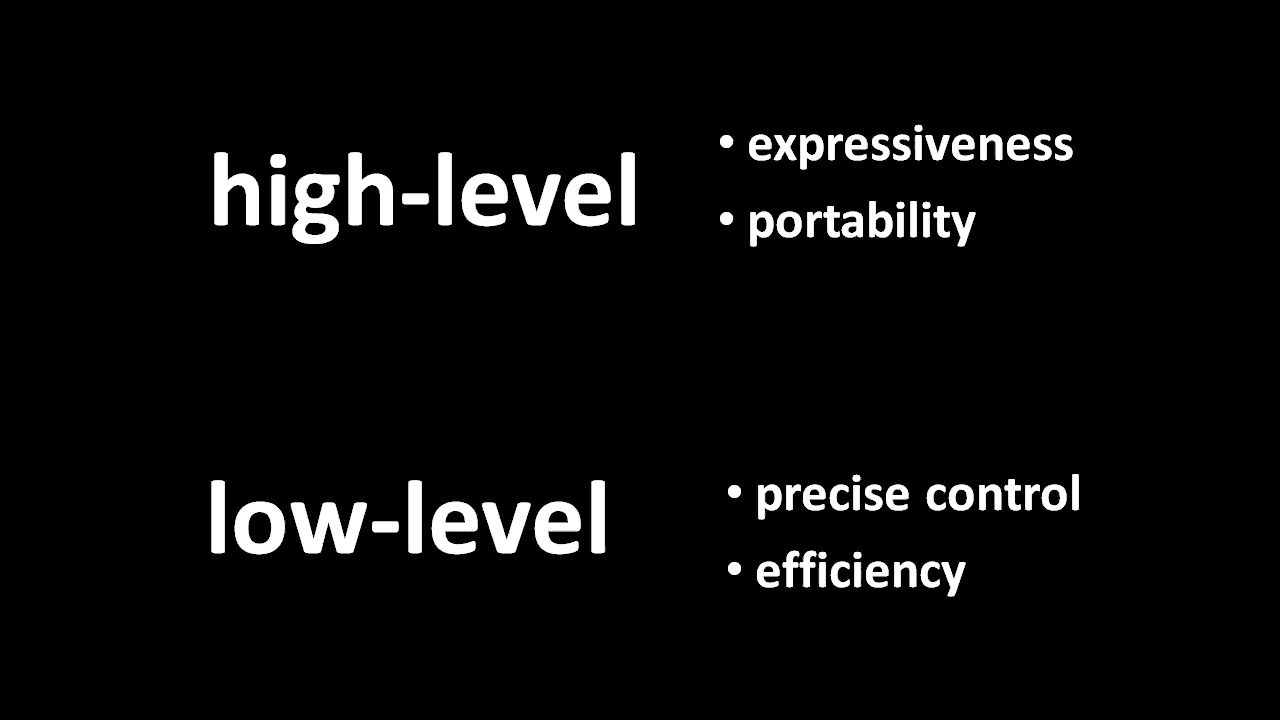 high-level
• expressiveness
• portability
low-level
• precise control
• efficiency